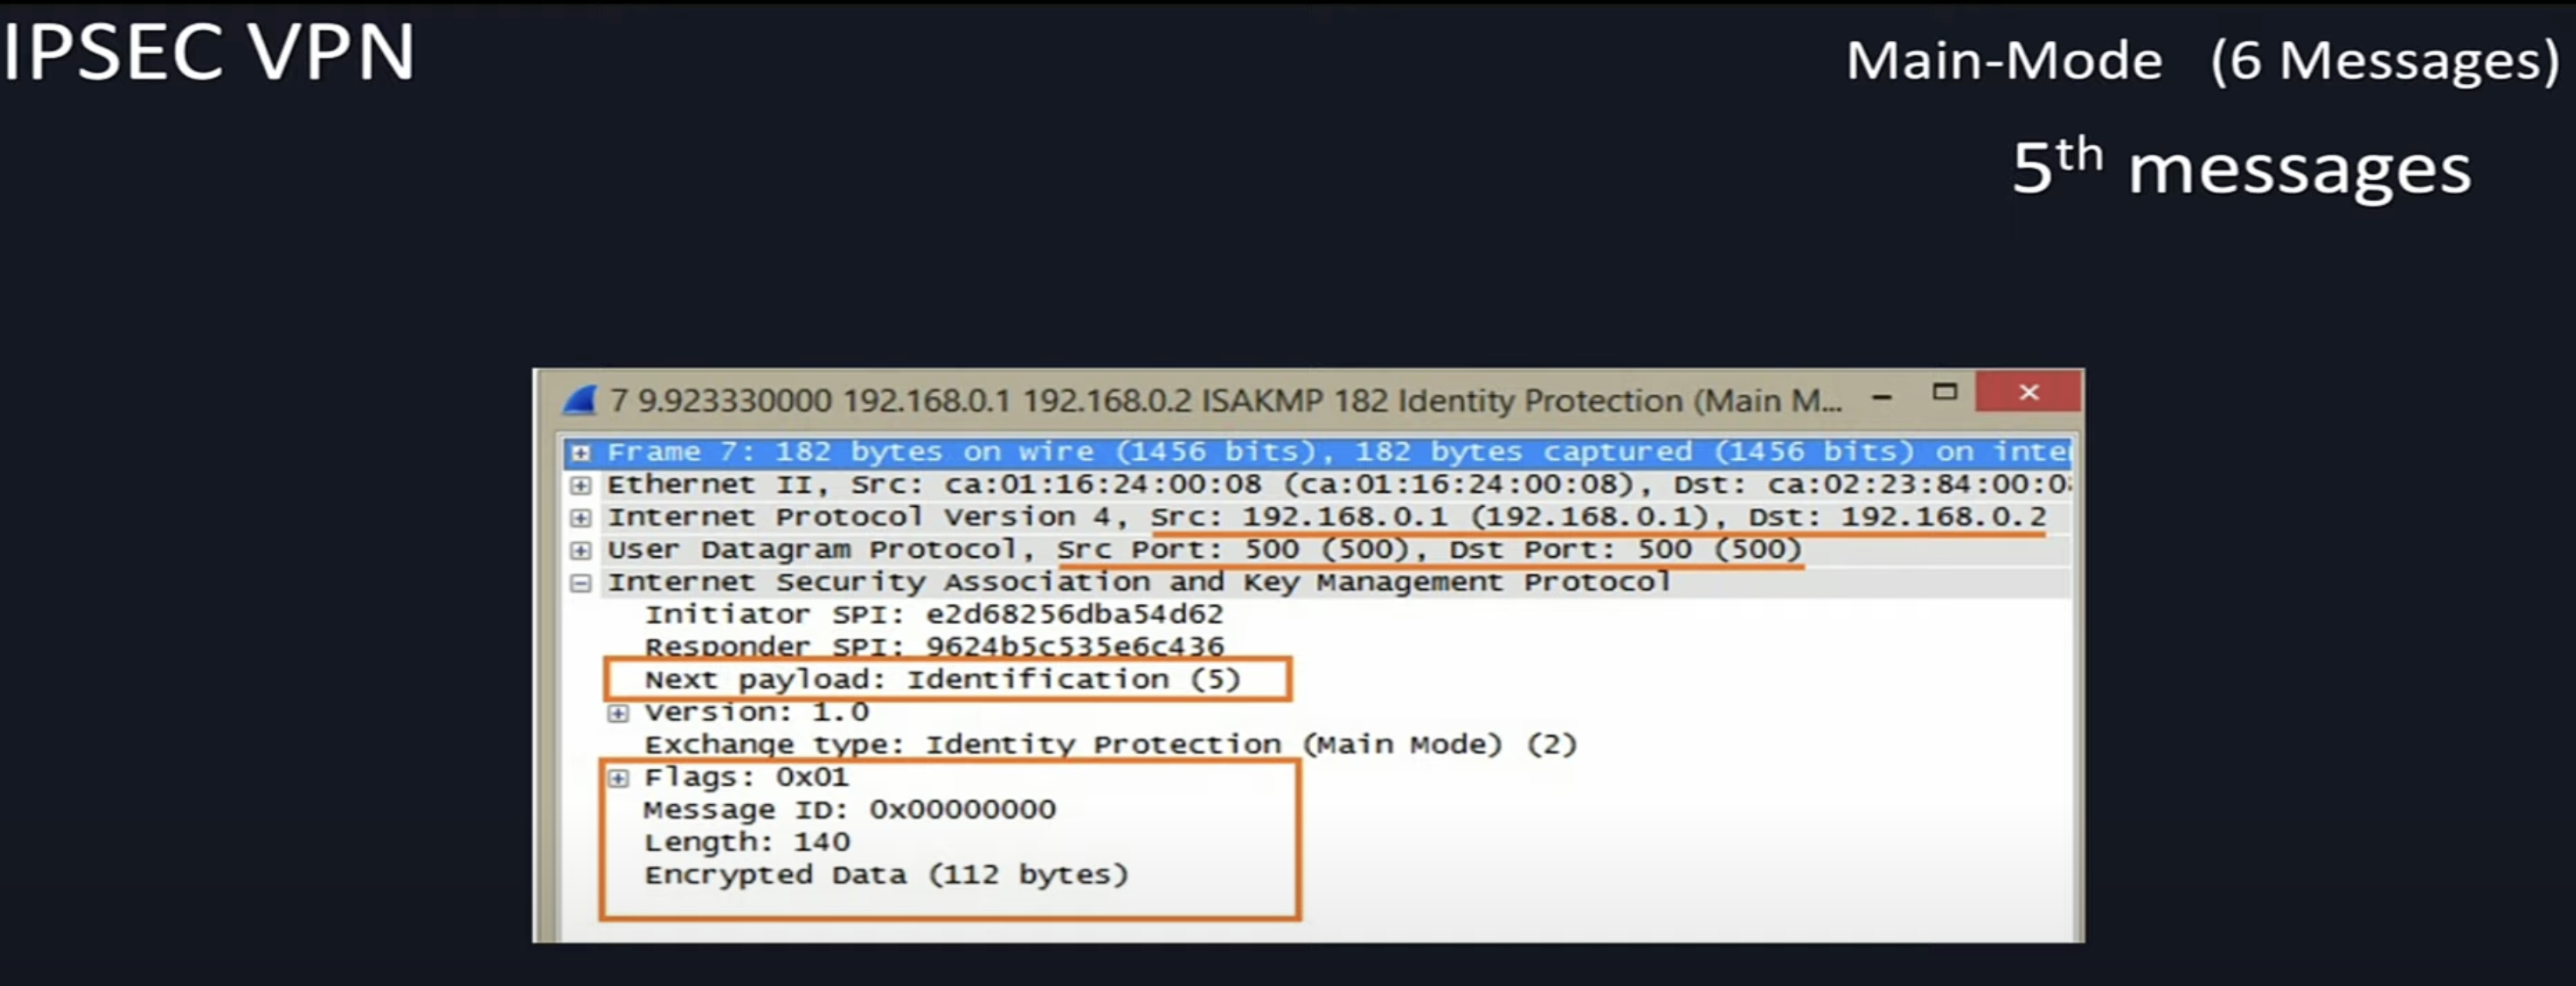 IPSEC VPN
Main-Mode (6 Messages)
5th messages
7 9.923330000 192.168.0.1 192.168.0.2 ISAKMP 182 Identity Protection (Main M...
Frame 7: 182 bytes on wire (1456 bits), 182 bytes captured (1456 bits) on inte
Ethernet II, Src: ca:01:16:24:00:08 (ca:01:16:24:00:08), Dst: ca:02:23:84:00:0
Internet Protocol Version 4, Src: 192.168.0.1 (192.168.0.1), Dst: 192.168.0.2
User Datagram Protocol, Src Port: 500 (500), Dst Port: 500 (500)
Internet Security Association and Key Management Protocol
Initiator SPI: e2d68256dba54d62
Responder SPI: 9624b5c535e6c436
Next payload: Identification (5)
Version: 1.0
Exchange type: Identity Protection (Main Mode) (2)
Flags: 0x01
Message ID: 0x00000000
Length: 140
Encrypted Data (112 bytes)